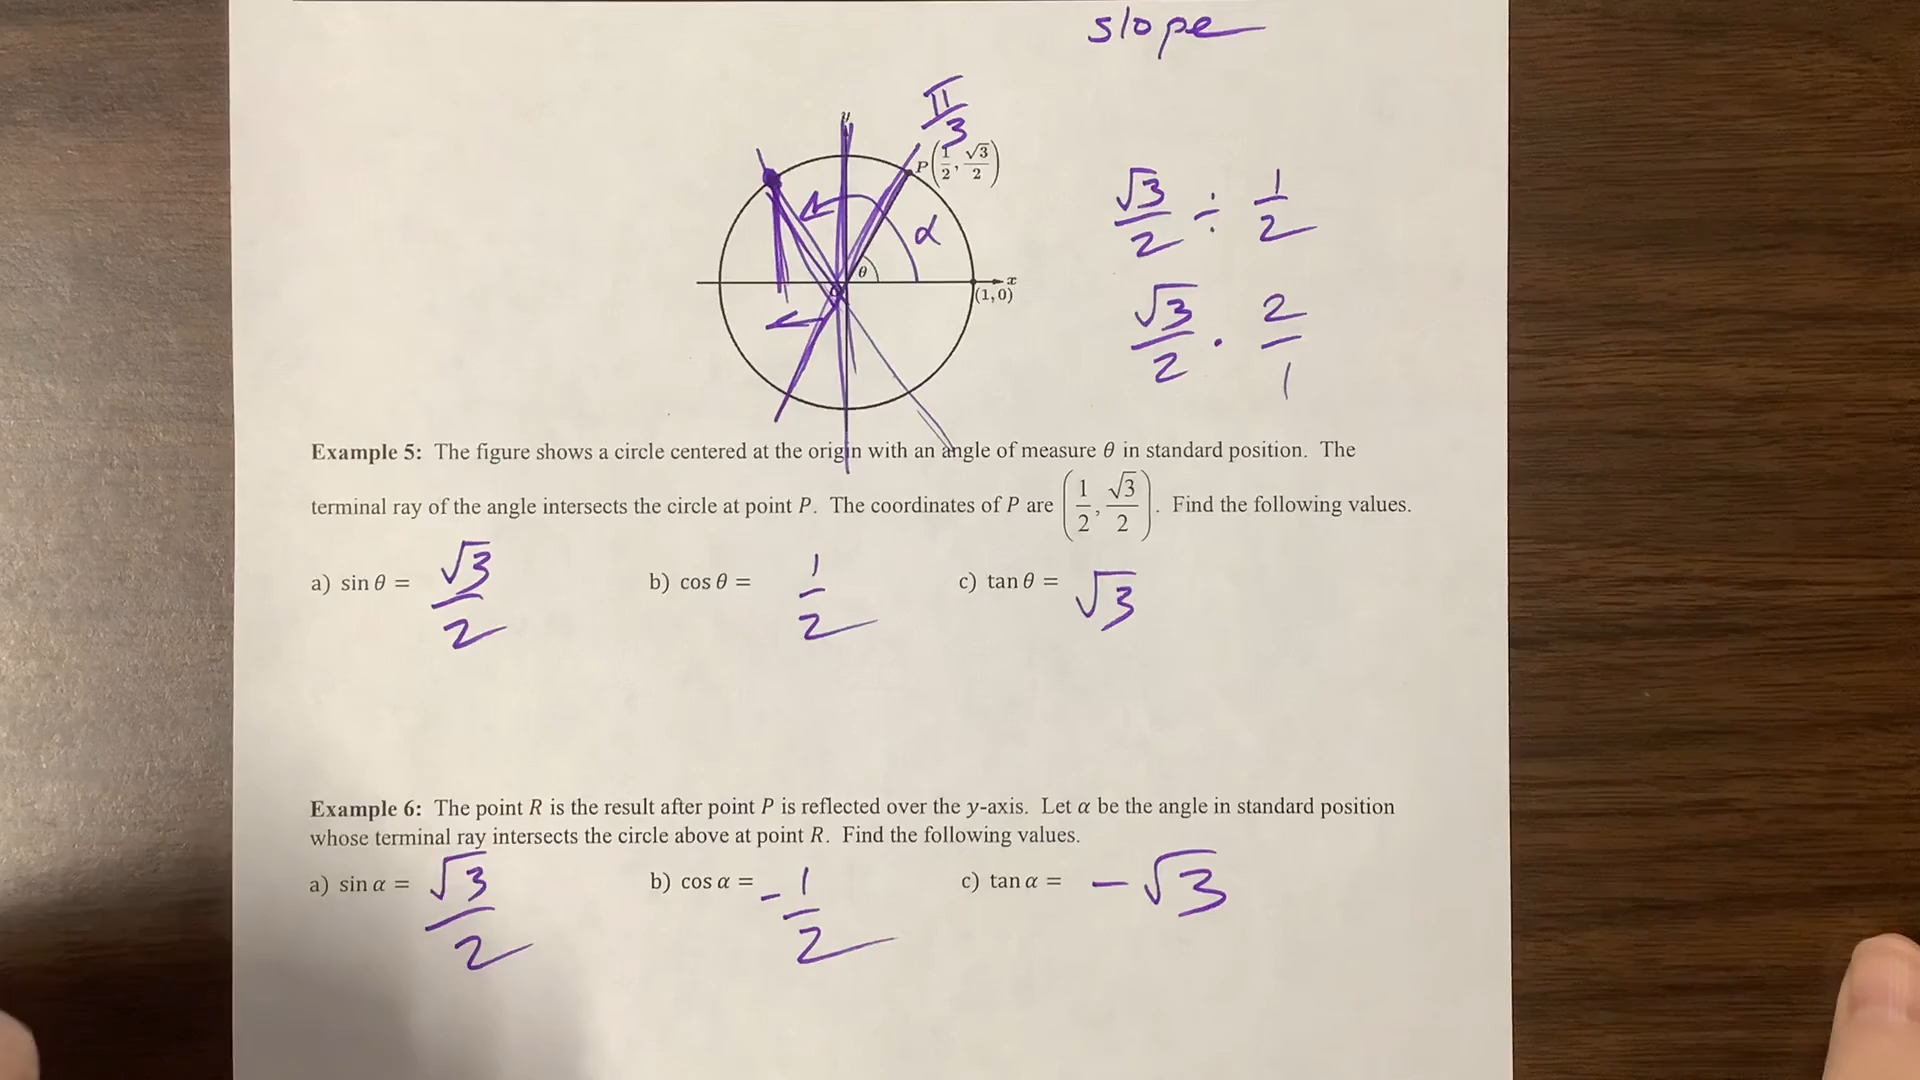 slope
π/3
y
P(1/2, √3/2)
α
θ
x
(1,0)
√3/2 ÷ 1/2
√3/2 · 2/1
Example 5: The figure shows a circle centered at the origin with an angle of measure θ in standard position. The
terminal ray of the angle intersects the circle at point P. The coordinates of P are (1/2, √3/2). Find the following values.
a) sin θ = √3/2 b) cos θ = 1/2 c) tan θ = √3
Example 6: The point R is the result after point P is reflected over the y-axis. Let α be the angle in standard position
whose terminal ray intersects the circle above at point R. Find the following values.
a) sin α = √3/2 b) cos α = -1/2 c) tan α = -√3